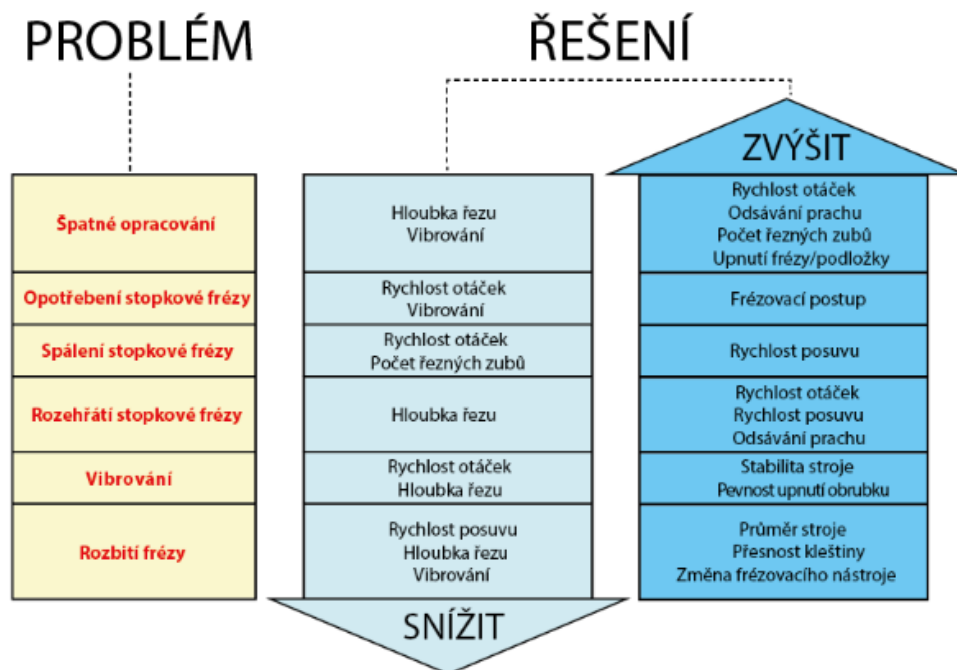 PROBLÉM
ŘEŠENÍ
ZVÝŠIT
Špatné opracování
Hloubka řezu
Vibrování
Rychlost otáček
Odsávání prachu
Počet řezných zubů
Upnutí frézy/podložky
Opotřebení stopkové frézy
Rychlost otáček
Vibrování
Frézovací postup
Spálení stopkové frézy
Rychlost otáček
Počet řezných zubů
Rychlost posuvu
Rozehřátí stopkové frézy
Hloubka řezu
Rychlost otáček
Rychlost posuvu
Odsávání prachu
Vibrování
Rychlost otáček
Hloubka řezu
Stabilita stroje
Pevnost upnutí obrubku
Rozbití frézy
Rychlost posuvu
Hloubka řezu
Vibrování
Průměr stroje
Přesnost kleštiny
Změna frézovacího nástroje
SNÍŽIT